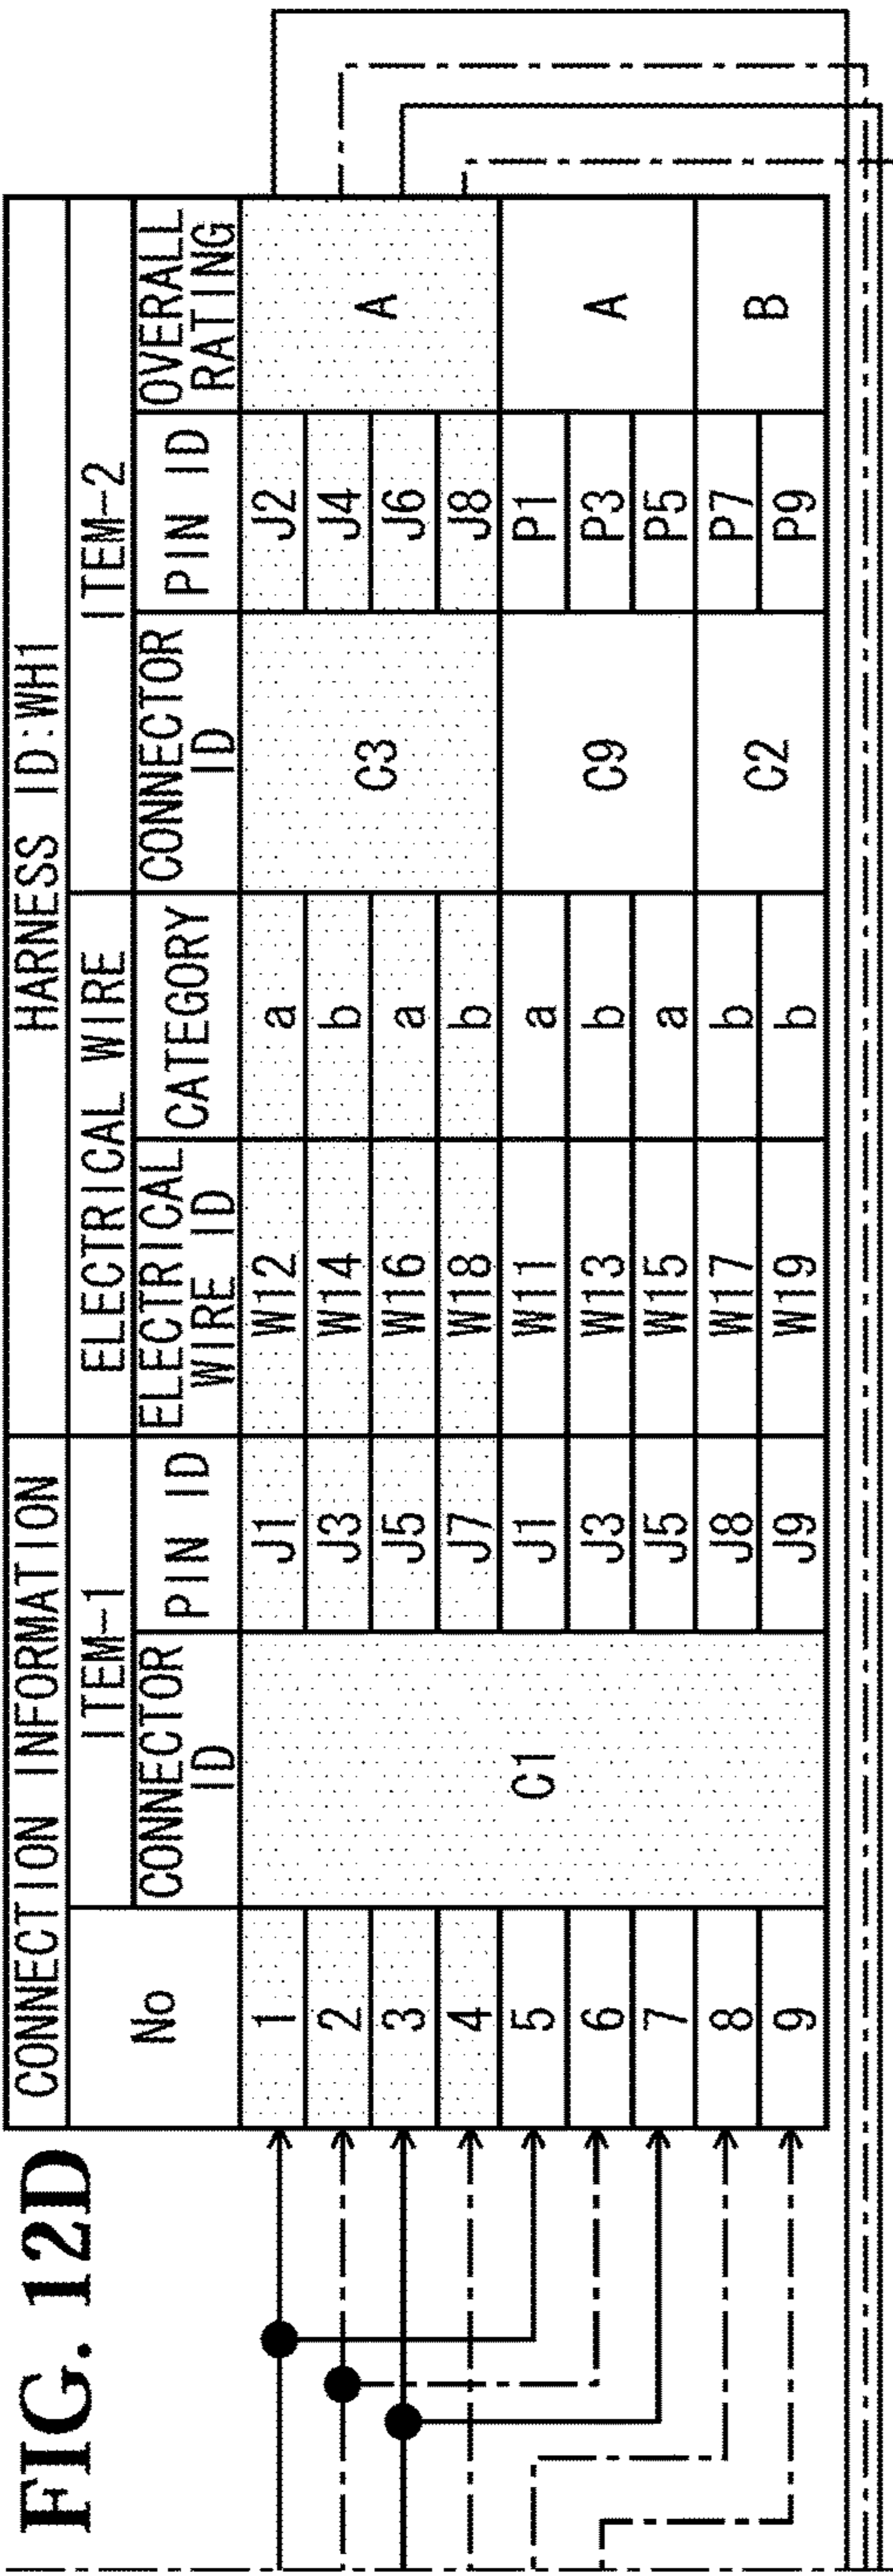 FIG. 12D
CONNECTION INFORMATION HARNESS ID:WH1
No ITEM-1 ELECTRICAL WIRE ITEM-2
CONNECTOR ID PIN ID ELECTRICAL WIRE ID CATEGORY CONNECTOR ID PIN ID OVERALL RATING
1 C1 J1 W12 a C3 J2 A
2 J3 W14 b J4
3 J5 W16 a J6
4 J7 W18 b J8
5 J1 W11 a C9 P1 A
6 J3 W13 b P3
7 J5 W15 a P5
8 J8 W17 b C2 P7 B
9 J9 W19 b P9